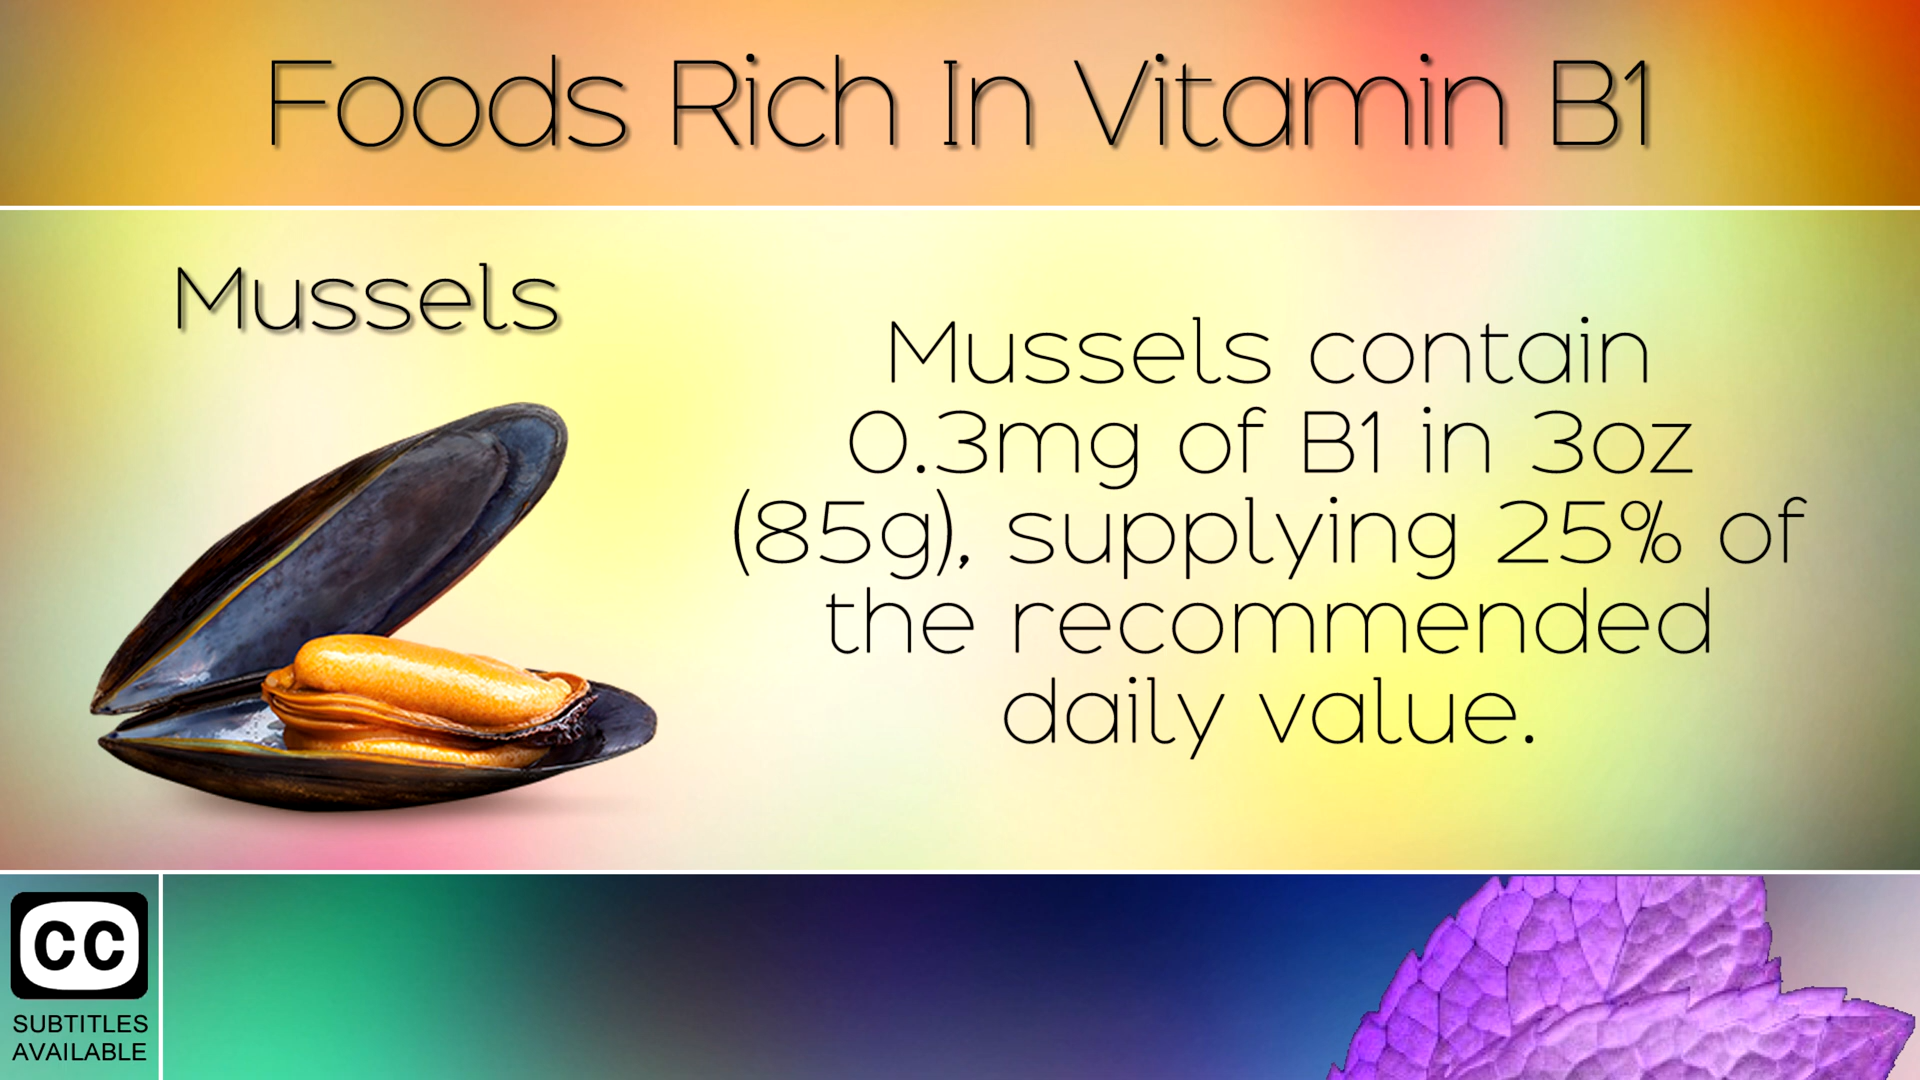 Foods Rich In Vitamin B1
Mussels
Mussels contain
0.3mg of B1 in 3oz
(85g), supplying 25% of
the recommended
daily value.
CC
SUBTITLES
AVAILABLE